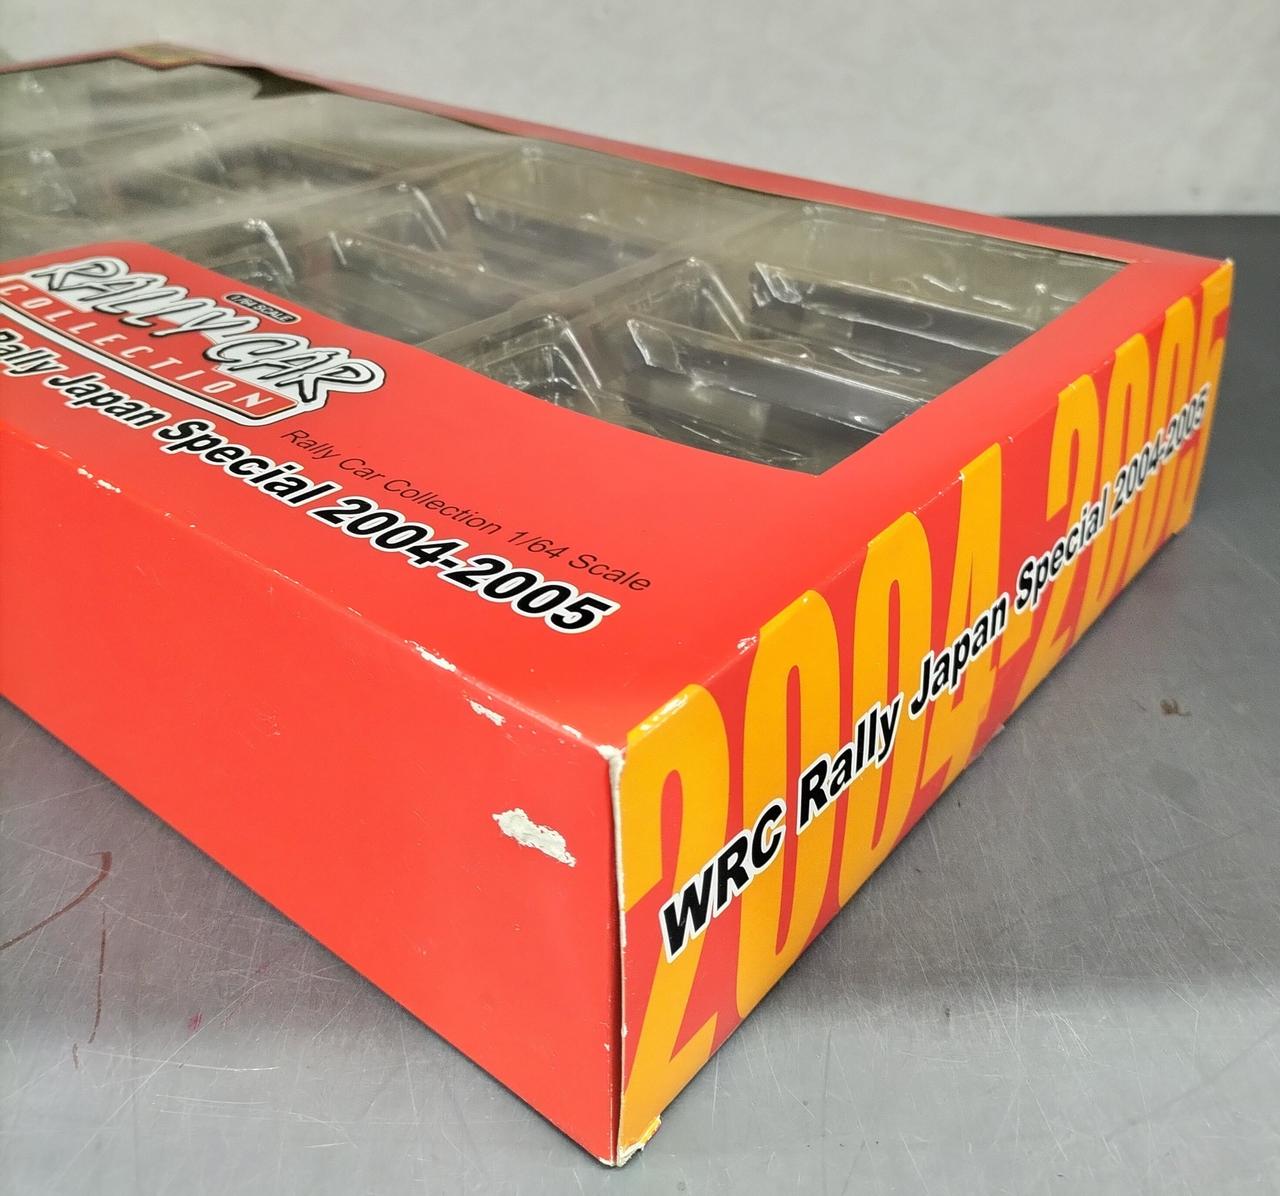 1/64 SCALE
RALLY CAR
COLLECTION
Rally Car Collection 1/64 Scale
Rally Japan Special 2004-2005
2004-2005
WRC Rally Japan Special 2004-2005